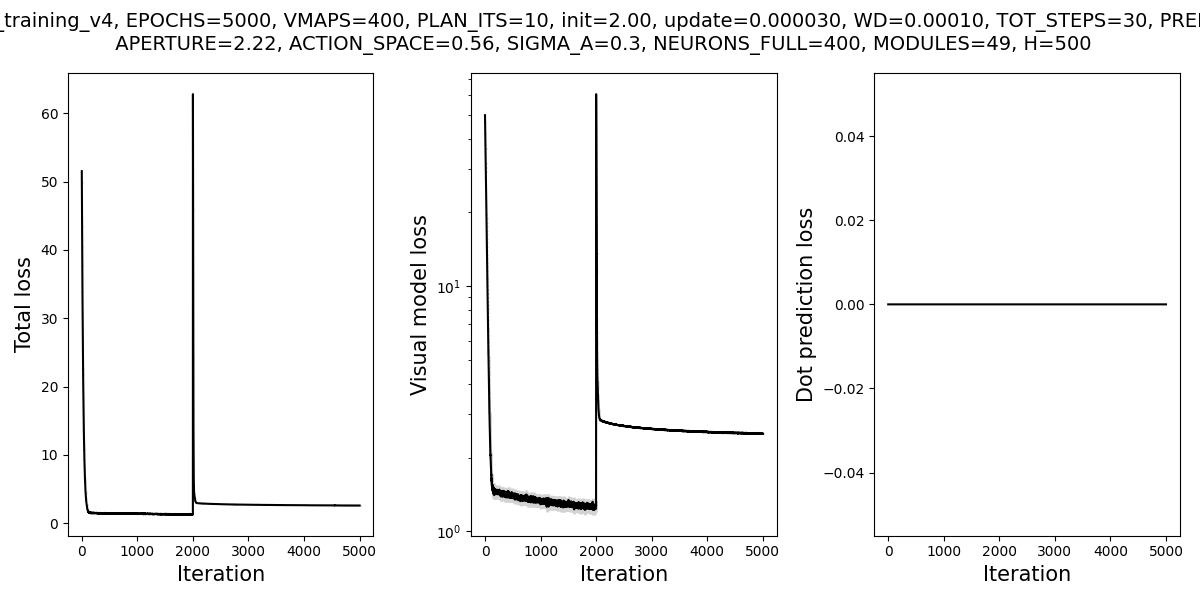 _training_v4, EPOCHS=5000, VMAPS=400, PLAN_ITS=10, init=2.00, update=0.000030, WD=0.00010, TOT_STEPS=30,
APERTURE=2.22, ACTION_SPACE=0.56, SIGMA_A=0.3, NEURONS_FULL=400, MODULES=49, H=500
Total loss
60
50
40
30
20
10
0
0 1000 2000 3000 4000 5000
Iteration
Visual model loss
10¹
10⁰
0 1000 2000 3000 4000 5000
Iteration
Dot prediction loss
0.04
0.02
0.00
−0.02
−0.04
0 1000 2000 3000 4000 5000
Iteration